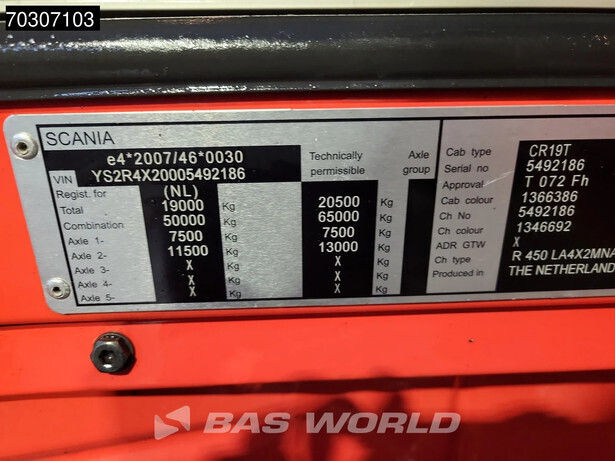 70307103
SCANIA
e4*2007/46*0030
VIN YS2R4X20005492186
Regist. for (NL) Technically permissible Axle group
Total 19000 Kg 20500 Kg
Combination 50000 Kg 65000 Kg
Axle 1- 7500 Kg 7500 Kg
Axle 2- 11500 Kg 13000 Kg
Axle 3- X Kg X Kg
Axle 4- X Kg X Kg
Axle 5- X Kg X Kg
Cab type CR19T
Serial no 5492186
Approval T 072 Fh
Cab colour 1366386
Ch No 5492186
Ch colour 1346692
ADR GTW X
Ch type R 450 LA4X2MNA
Produced in THE NETHERLAND
BAS WORLD